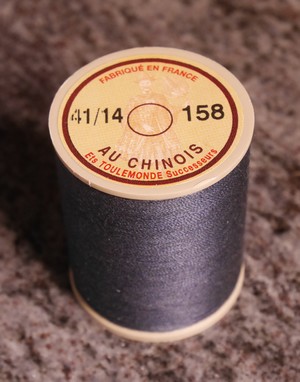 FABRIQUÉ EN FRANCE
41/14 158
AU CHINOIS
Ets TOULEMONDE Successeurs